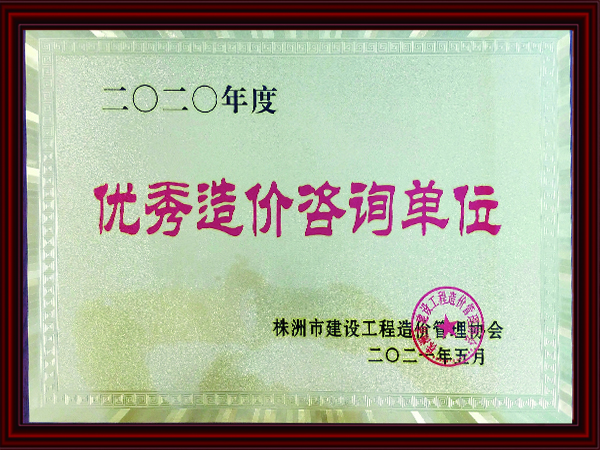 二〇二〇年度
优秀造价咨询单位
株洲市建设工程造价管理协会
二〇二一年五月